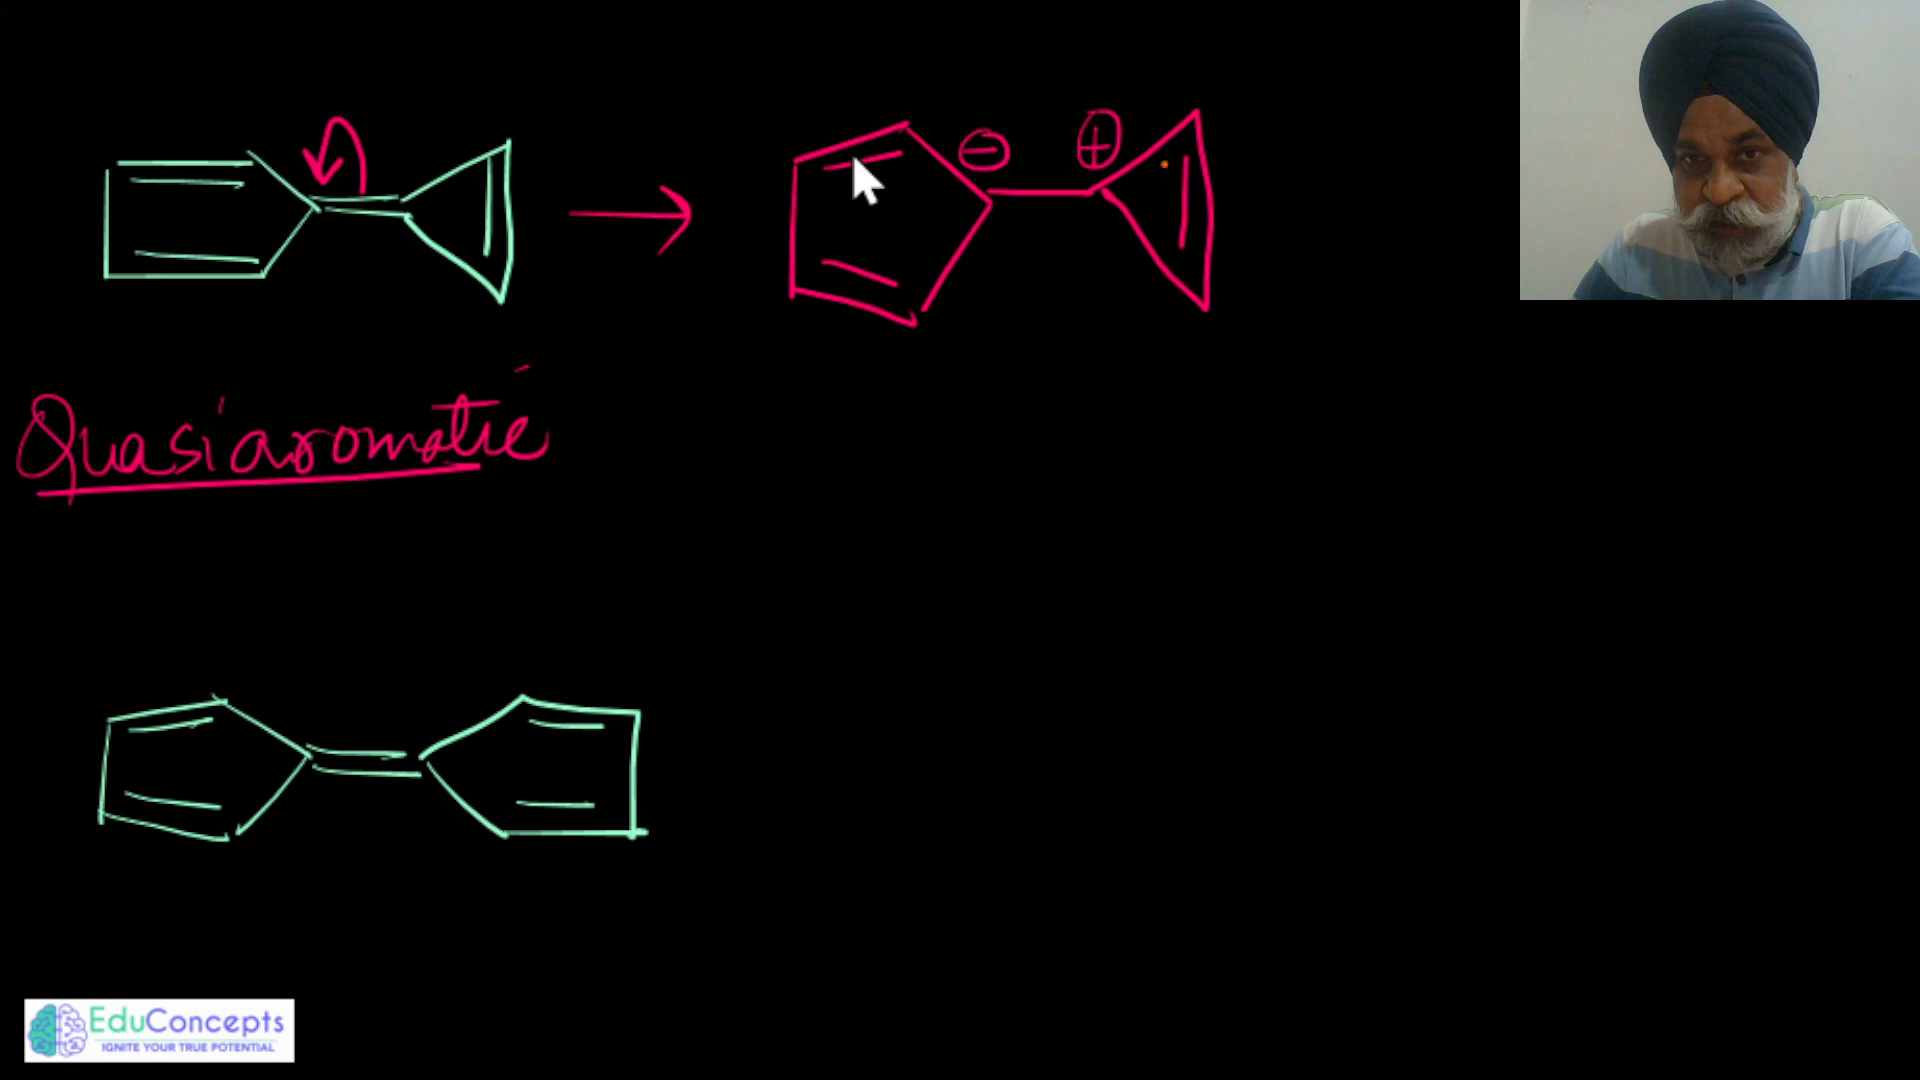 ⊖ ⊕
Quasiaromatic
EduConcepts
IGNITE YOUR TRUE POTENTIAL